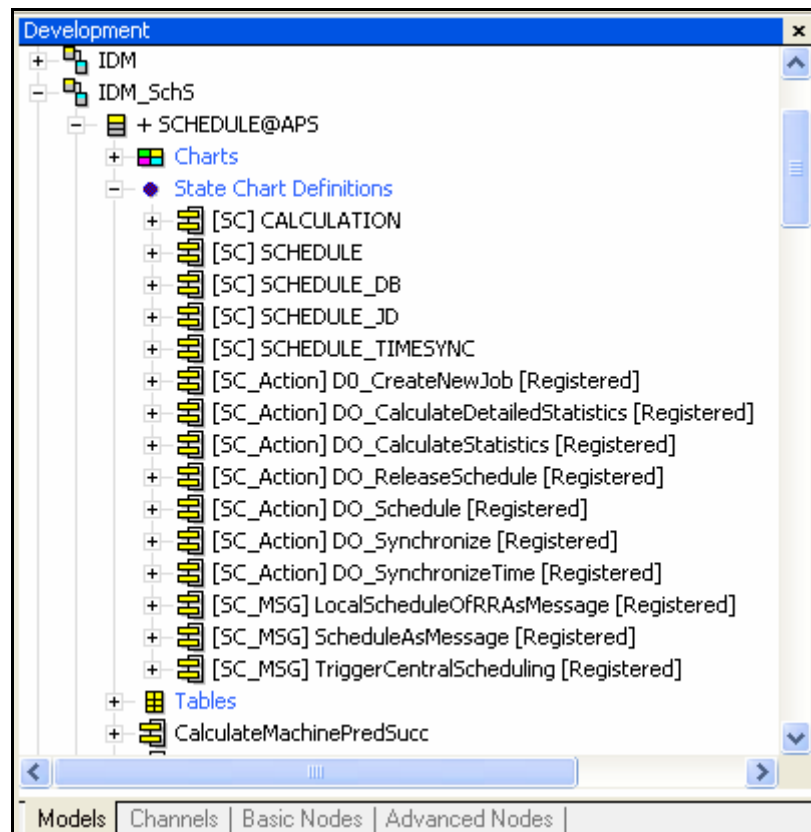 Development
IDM
IDM_SchS
+ SCHEDULE@APS
Charts
State Chart Definitions
[SC] CALCULATION
[SC] SCHEDULE
[SC] SCHEDULE_DB
[SC] SCHEDULE_JD
[SC] SCHEDULE_TIMESYNC
[SC_Action] D0_CreateNewJob [Registered]
[SC_Action] DO_CalculateDetailedStatistics [Registered]
[SC_Action] DO_CalculateStatistics [Registered]
[SC_Action] DO_ReleaseSchedule [Registered]
[SC_Action] DO_Schedule [Registered]
[SC_Action] DO_Synchronize [Registered]
[SC_Action] DO_SynchronizeTime [Registered]
[SC_MSG] LocalScheduleOfRRAsMessage [Registered]
[SC_MSG] ScheduleAsMessage [Registered]
[SC_MSG] TriggerCentralScheduling [Registered]
Tables
CalculateMachinePredSucc
Models | Channels | Basic Nodes | Advanced Nodes |